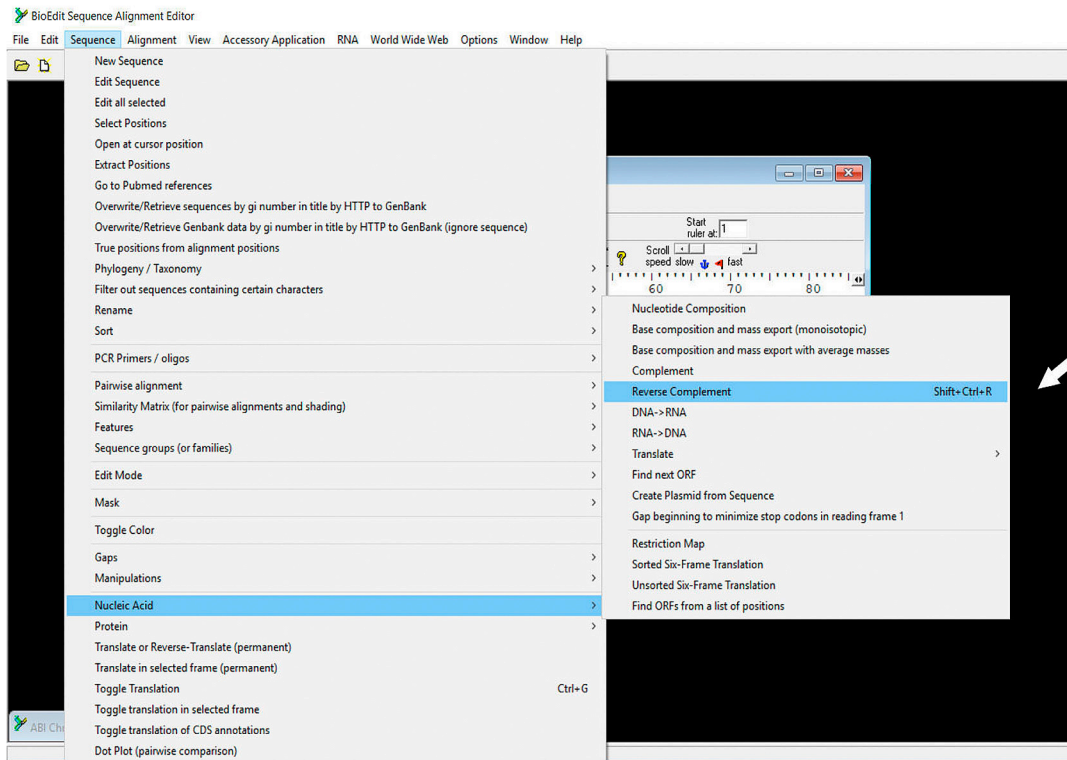 BioEdit Sequence Alignment Editor
File Edit Sequence Alignment View Accessory Application RNA World Wide Web Options Window Help
New Sequence
Edit Sequence
Edit all selected
Select Positions
Open at cursor position
Extract Positions
Go to Pubmed references
Overwrite/Retrieve sequences by gi number in title by HTTP to GenBank
Overwrite/Retrieve Genbank data by gi number in title by HTTP to GenBank (ignore sequence)
True positions from alignment positions
Phylogeny / Taxonomy
Filter out sequences containing certain characters
Rename
Sort
PCR Primers / oligos
Pairwise alignment
Similarity Matrix (for pairwise alignments and shading)
Features
Sequence groups (or families)
Edit Mode
Mask
Toggle Color
Gaps
Manipulations
Nucleic Acid
Protein
Translate or Reverse-Translate (permanent)
Translate in selected frame (permanent)
Toggle Translation Ctrl+G
Toggle translation in selected frame
Toggle translation of CDS annotations
Dot Plot (pairwise comparison)
Start
ruler at: 1
Scroll
speed slow fast
60 70 80
Nucleotide Composition
Base composition and mass export (monoisotopic)
Base composition and mass export with average masses
Complement
Reverse Complement Shift+Ctrl+R
DNA->RNA
RNA->DNA
Translate
Find next ORF
Create Plasmid from Sequence
Gap beginning to minimize stop codons in reading frame 1
Restriction Map
Sorted Six-Frame Translation
Unsorted Six-Frame Translation
Find ORFs from a list of positions
ABI Chr